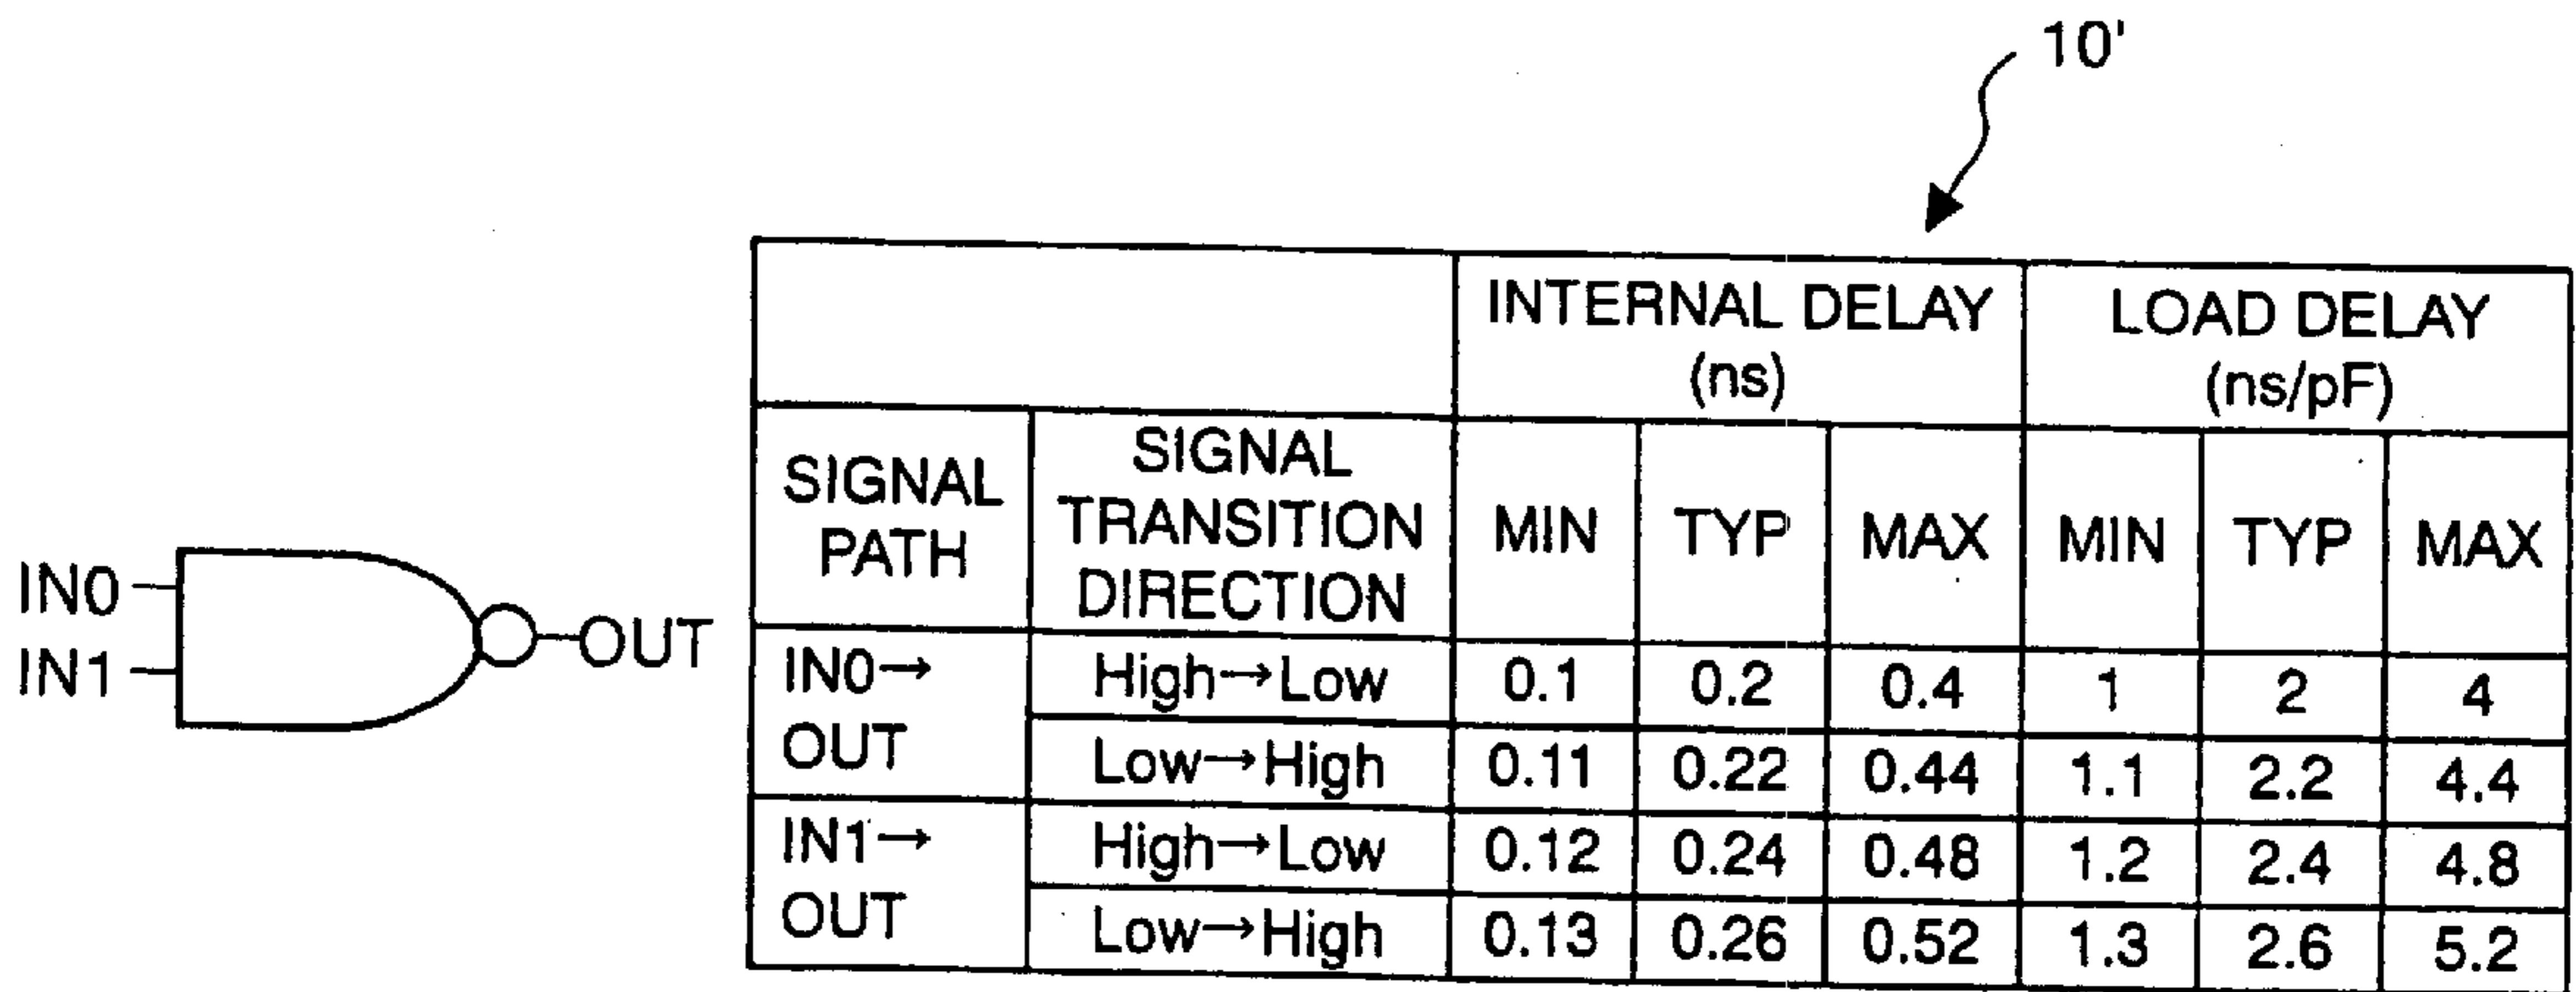 10'
INTERNAL DELAY
(ns)
LOAD DELAY
(ns/pF)
SIGNAL
PATH
SIGNAL
TRANSITION
DIRECTION
MIN
TYP
MAX
MIN
TYP
MAX
IN0
IN1
OUT
IN0→
OUT
High→Low 0.1 0.2 0.4 1 2 4
Low→High 0.11 0.22 0.44 1.1 2.2 4.4
IN1→
OUT
High→Low 0.12 0.24 0.48 1.2 2.4 4.8
Low→High 0.13 0.26 0.52 1.3 2.6 5.2